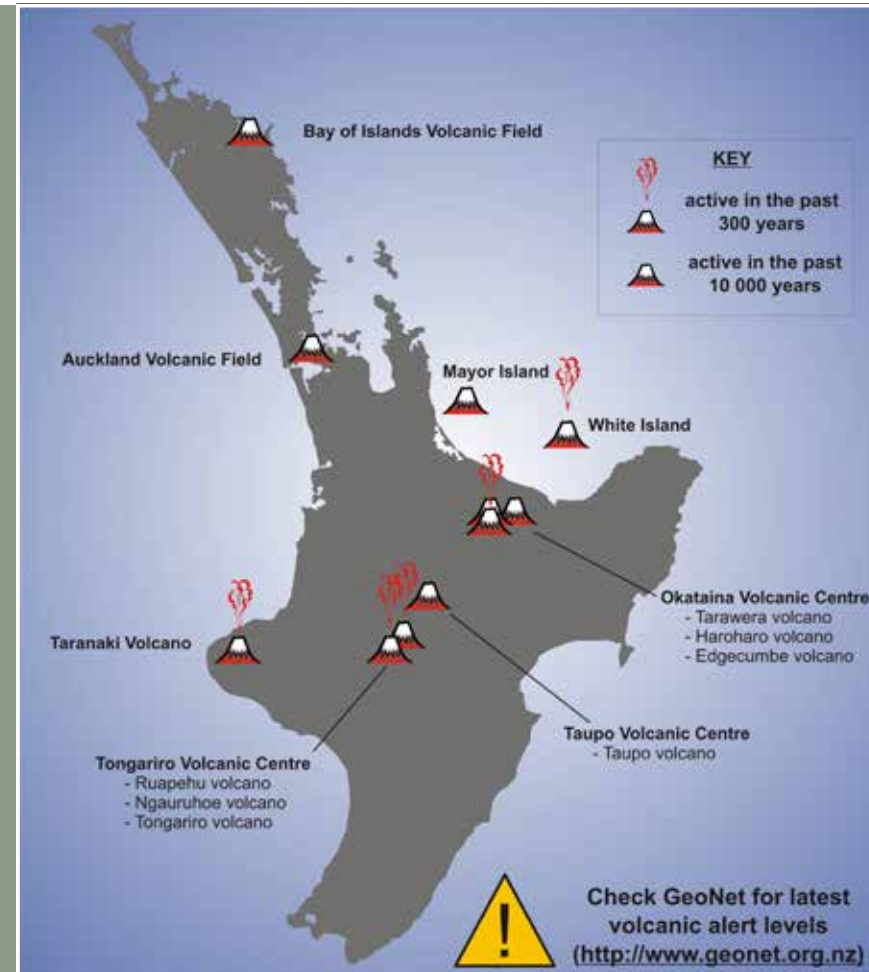 Bay of Islands Volcanic Field
KEY
active in the past
300 years
active in the past
10 000 years
Auckland Volcanic Field
Mayor Island
White Island
Okataina Volcanic Centre
- Tarawera volcano
- Haroharo volcano
- Edgecumbe volcano
Taranaki Volcano
Taupo Volcanic Centre
- Taupo volcano
Tongariro Volcanic Centre
- Ruapehu volcano
- Ngauruhoe volcano
- Tongariro volcano
!
Check GeoNet for latest
volcanic alert levels
(http://www.geonet.org.nz)